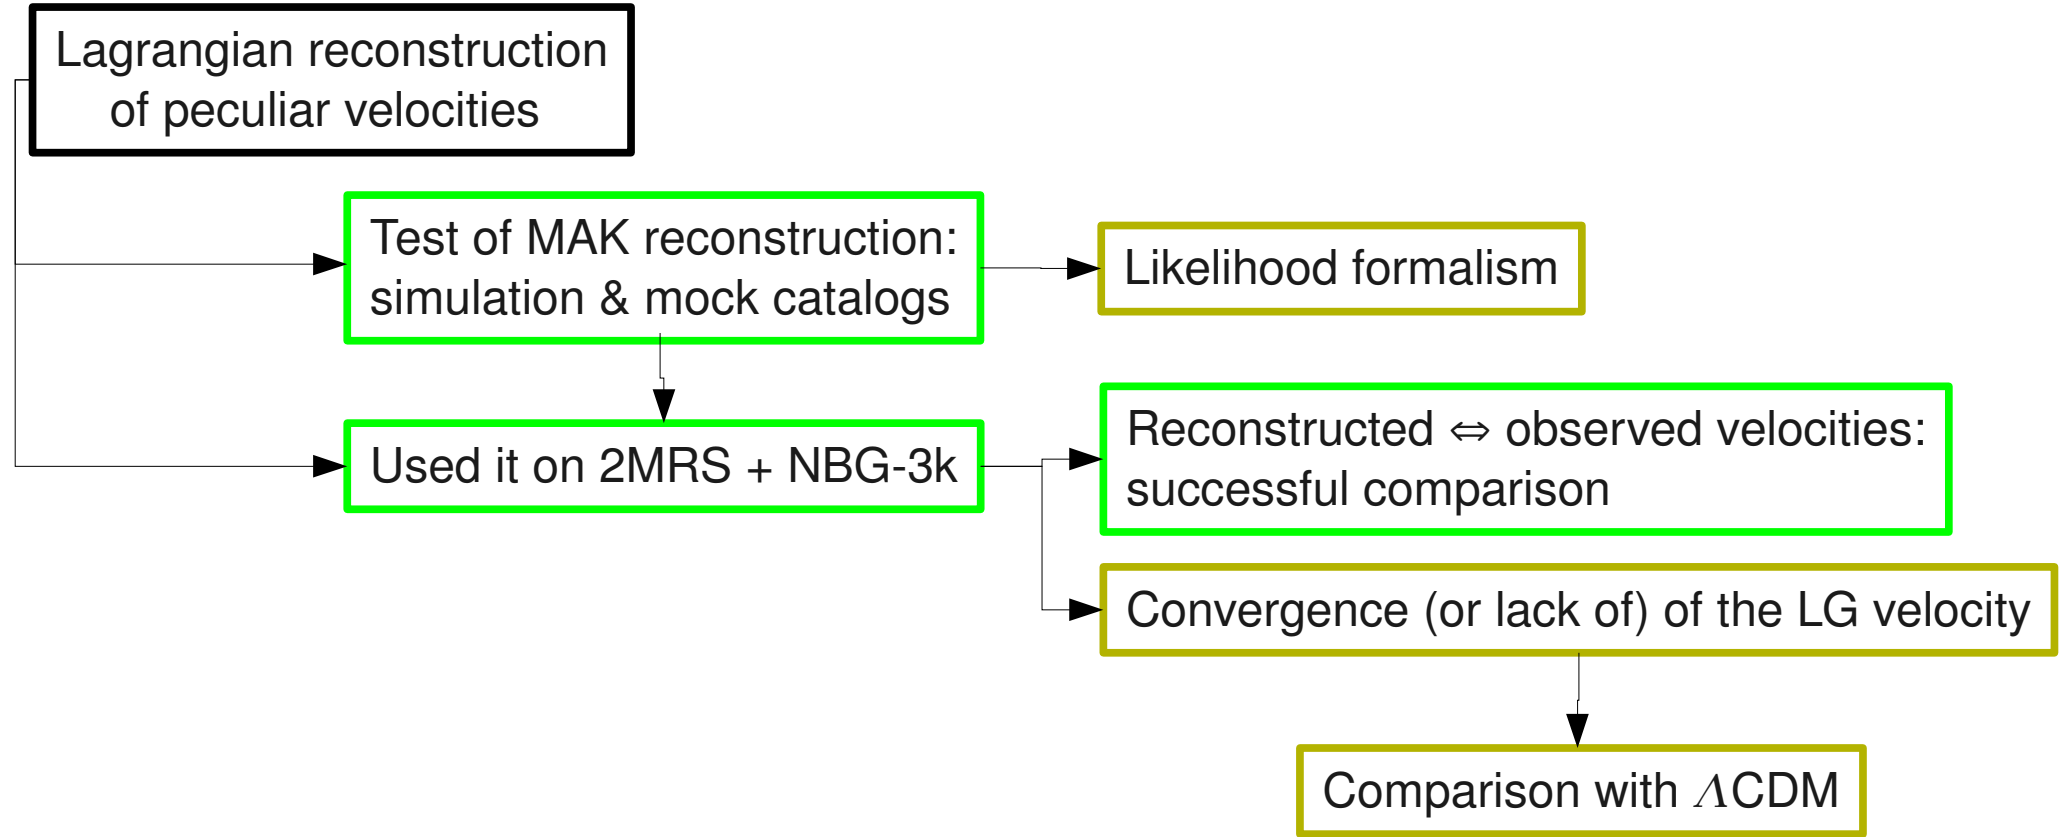 Lagrangian reconstruction
of peculiar velocities
Test of MAK reconstruction:
simulation & mock catalogs
Likelihood formalism
Used it on 2MRS + NBG-3k
Reconstructed ⇔ observed velocities:
successful comparison
Convergence (or lack of) of the LG velocity
Comparison with ΛCDM